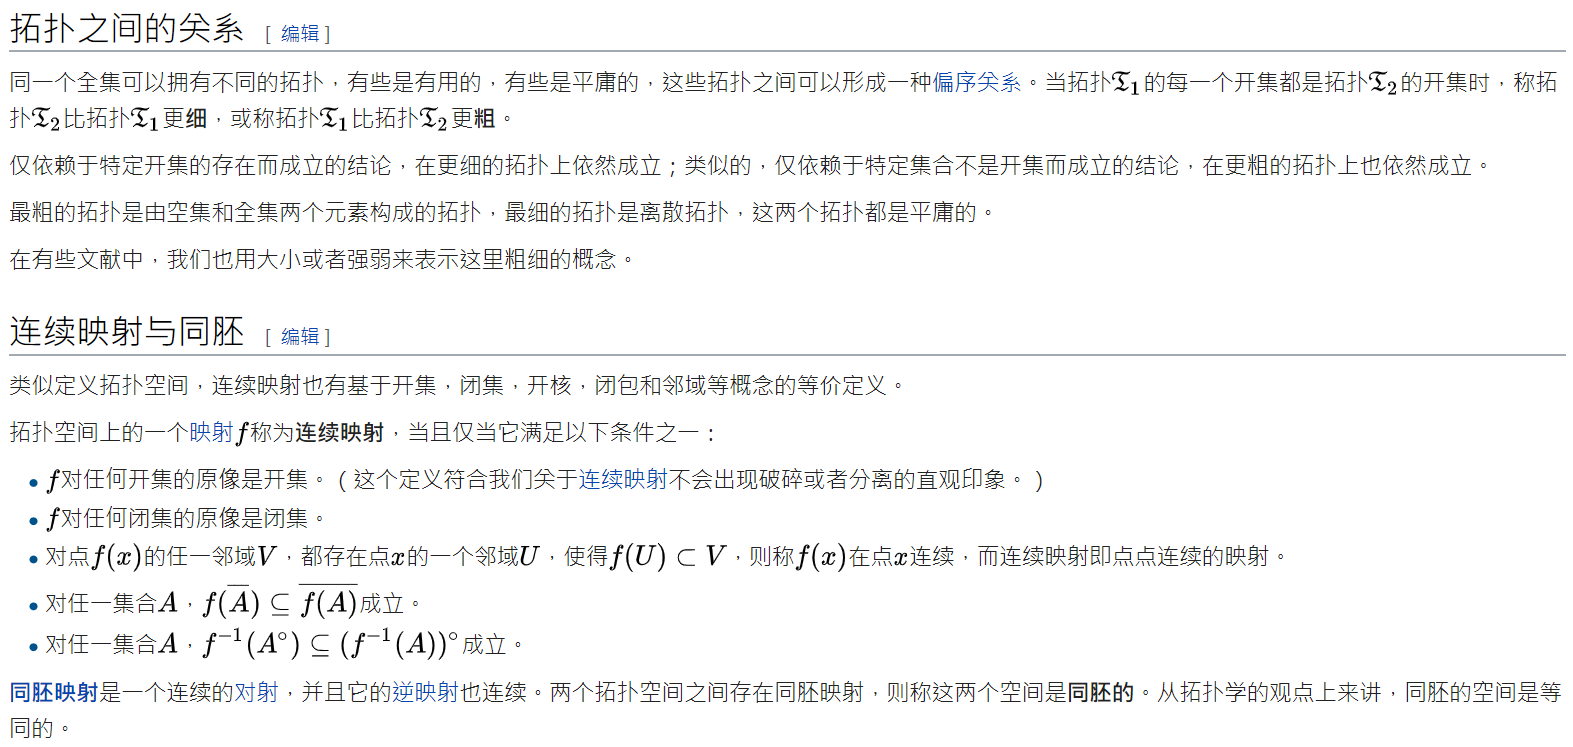 拓扑之间的关系 [ 编辑 ]
同一个全集可以拥有不同的拓扑，有些是有用的，有些是平庸的，这些拓扑之间可以形成一种偏序关系。当拓扑𝔗₁的每一个开集都是拓扑𝔗₂的开集时，称拓
扑𝔗₂比拓扑𝔗₁更细，或称拓扑𝔗₁比拓扑𝔗₂更粗。
仅依赖于特定开集的存在而成立的结论，在更细的拓扑上依然成立；类似的，仅依赖于特定集合不是开集而成立的结论，在更粗的拓扑上也依然成立。
最粗的拓扑是由空集和全集两个元素构成的拓扑，最细的拓扑是离散拓扑，这两个拓扑都是平庸的。
在有些文献中，我们也用大小或者强弱来表示这里粗细的概念。
连续映射与同胚 [ 编辑 ]
类似定义拓扑空间，连续映射也有基于开集，闭集，开核，闭包和邻域等概念的等价定义。
拓扑空间上的一个映射f称为连续映射，当且仅当它满足以下条件之一：
• f对任何开集的原像是开集。（这个定义符合我们关于连续映射不会出现破碎或者分离的直观印象。）
• f对任何闭集的原像是闭集。
• 对点f(x)的任一邻域V，都存在点x的一个邻域U，使得f(U) ⊂ V，则称f(x)在点x连续，而连续映射即点点连续的映射。
• 对任一集合A，f(A̅) ⊆ \overline{f(A)}成立。
• 对任一集合A，f⁻¹(A°) ⊆ (f⁻¹(A))°成立。
同胚映射是一个连续的对射，并且它的逆映射也连续。两个拓扑空间之间存在同胚映射，则称这两个空间是同胚的。从拓扑学的观点上来讲，同胚的空间是等
同的。